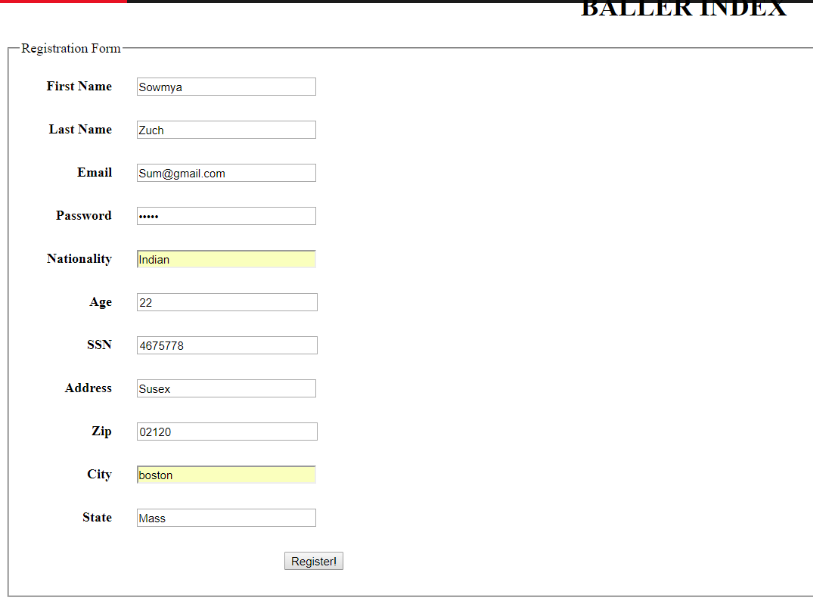 BALLER INDEX
Registration Form
First Name Sowmya
Last Name Zuch
Email Sum@gmail.com
Password •••••
Nationality Indian
Age 22
SSN 4675778
Address Susex
Zip 02120
City boston
State Mass
Register!